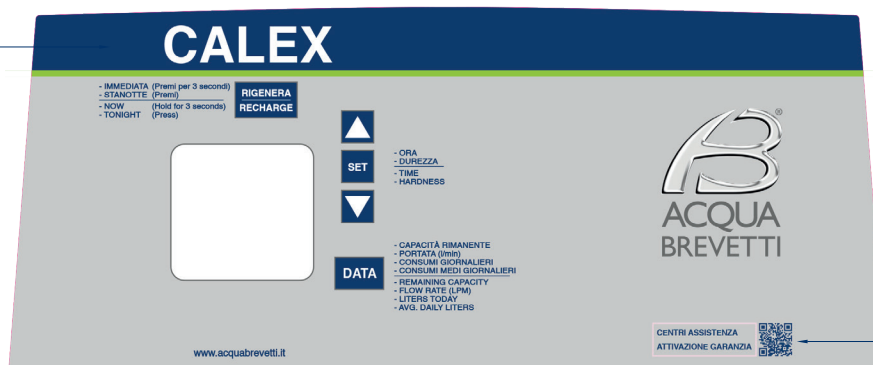 CALEX
- IMMEDIATA (Premi per 3 secondi)
- STANOTTE (Premi)
- NOW (Hold for 3 seconds)
- TONIGHT (Press)
RIGENERA
RECHARGE
SET
- ORA
- DUREZZA
- TIME
- HARDNESS
DATA
- CAPACITÀ RIMANENTE
- PORTATA (l/min)
- CONSUMI GIORNALIERI
- CONSUMI MEDI GIORNALIERI
- REMAINING CAPACITY
- FLOW RATE (LPM)
- LITERS TODAY
- AVG. DAILY LITERS
®
ACQUA
BREVETTI
CENTRI ASSISTENZA
ATTIVAZIONE GARANZIA
www.acquabrevetti.it